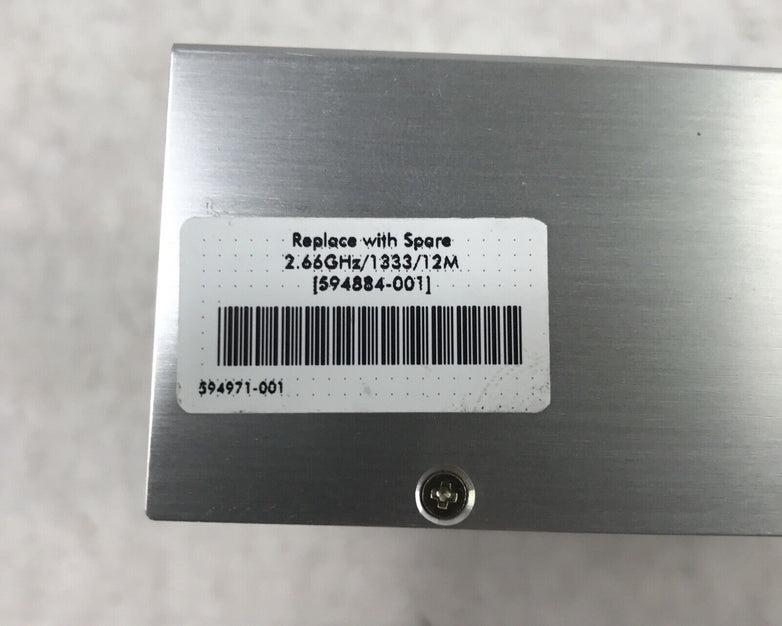 Replace with Spare
2.66GHz/1333/12M
[594884-001]
594971-001